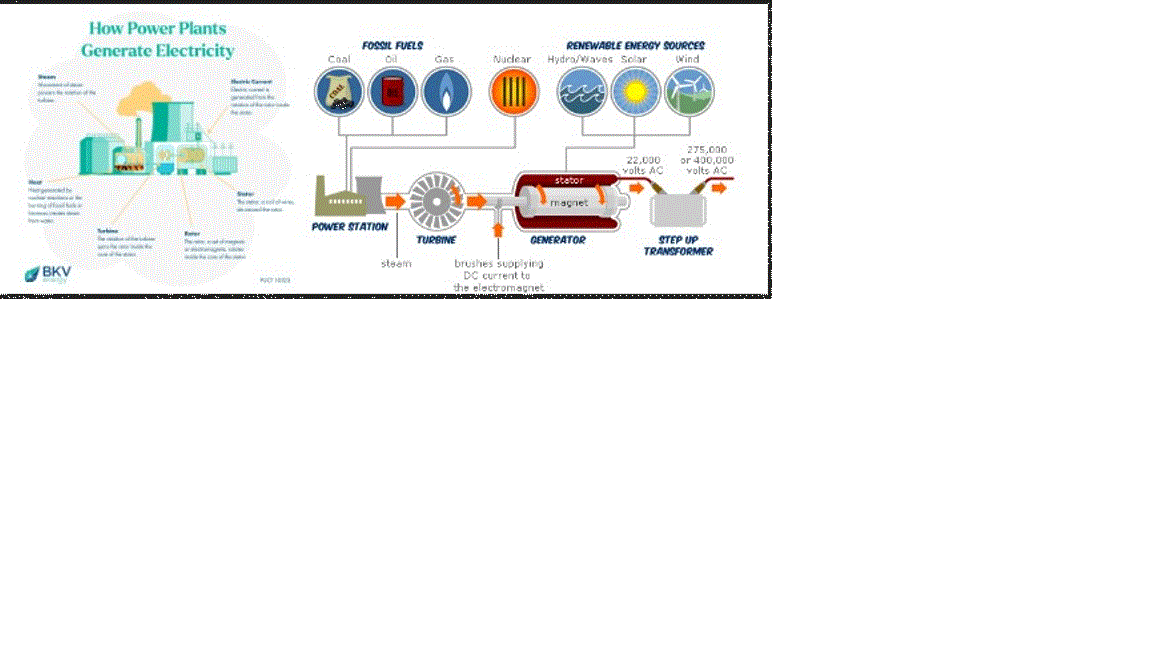 How Power Plants
Generate Electricity
Steam
Movement of steam
powers the rotation of the
turbine
Electric Current
Electric current is
generated from the
rotation of the rotor inside
the stator
Heat
Heat generated by
nuclear reactions or the
burning of fossil fuels or
biomass creates steam
from water
Stator
The stator, a coil of wires,
Turbine
The rotation of the turbine
spins the rotor inside the
core of the stator
Rotor
The rotor, a set of magnets
or electromagnets, rotates
inside the core of the stator
BKV
energy
FOSSIL FUELS
Coal
Oil
Gas
COAL
OIL
Nuclear
RENEWABLE ENERGY SOURCES
Hydro/Waves
Solar
Wind
22,000
volts AC
275,000
or 400,000
volts AC
stator
magnet
POWER STATION
TURBINE
GENERATOR
STEP UP
TRANSFORMER
steam
brushes supplying
DC current to
the electromagnet